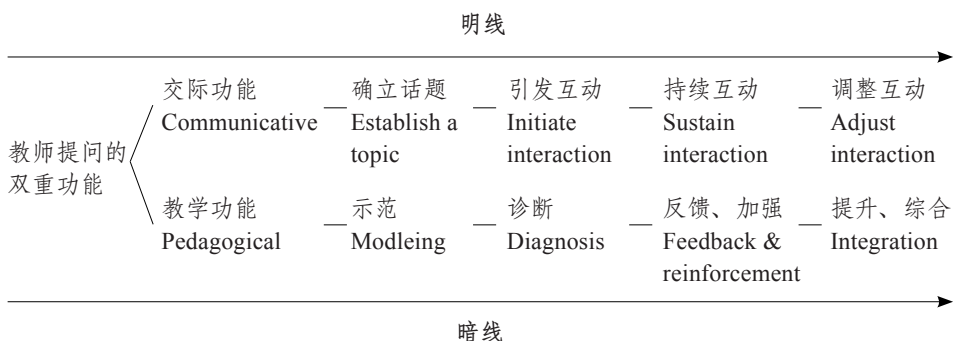 明线
交际功能 — 确立话题 — 引发互动 — 持续互动 — 调整互动
Communicative Establish a Initiate Sustain Adjust
topic interaction interaction interaction
教师提问的
双重功能
教学功能 — 示范 — 诊断 — 反馈、加强 — 提升、综合
Pedagogical Modleing Diagnosis Feedback & Integration
reinforcement
暗线